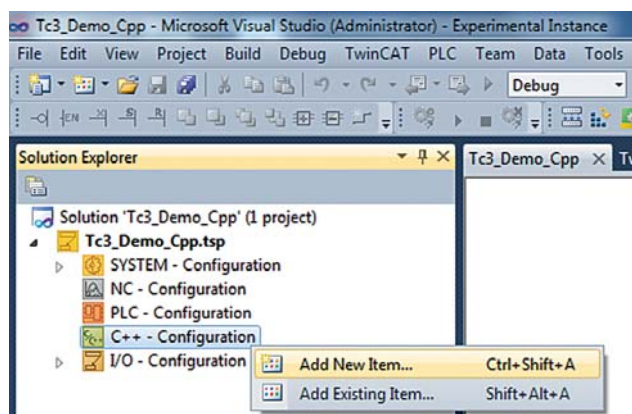 Tc3_Demo_Cpp - Microsoft Visual Studio (Administrator) - Experimental Instance
File Edit View Project Build Debug TwinCAT PLC Team Data Tools
Debug
Solution Explorer
Tc3_Demo_Cpp
Solution 'Tc3_Demo_Cpp' (1 project)
Tc3_Demo_Cpp.tsp
SYSTEM - Configuration
NC - Configuration
PLC - Configuration
C++ - Configuration
I/O - Configuration
Add New Item... Ctrl+Shift+A
Add Existing Item... Shift+Alt+A